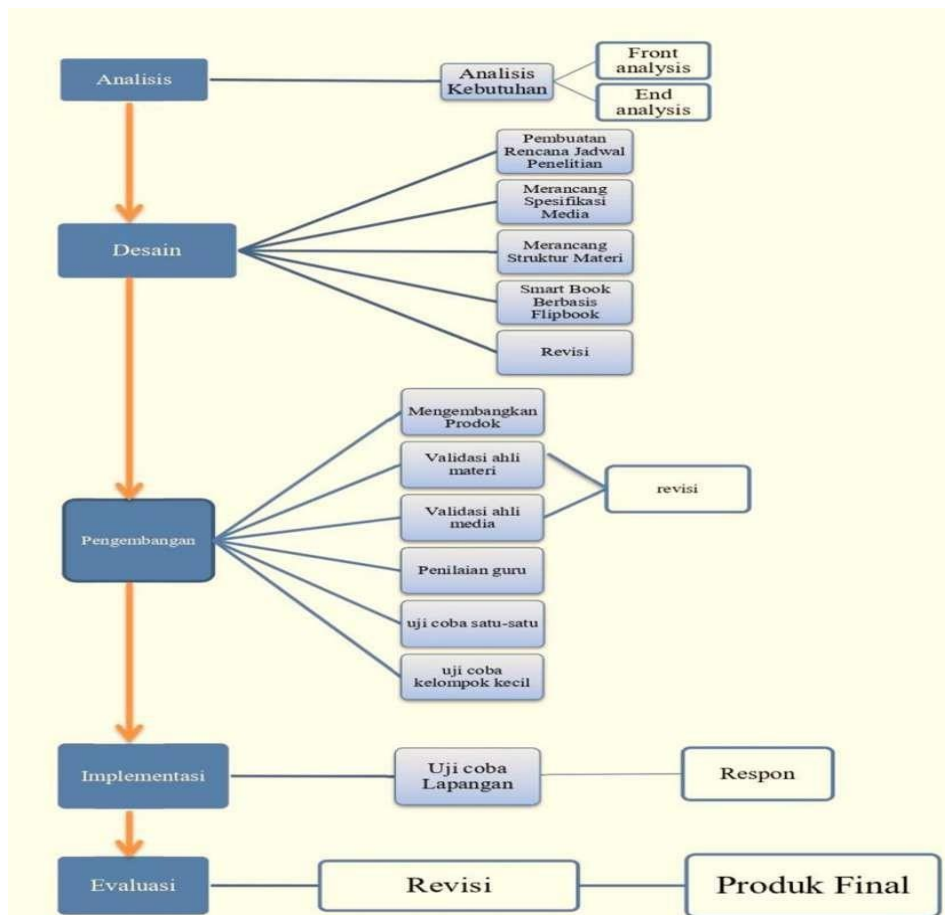 Analisis
Analisis
Kebutuhan
Front
analysis
End
analysis
Pembuatan
Rencana Jadwal
Penelitian
Merancang
Spesifikasi
Media
Desain
Merancang
Struktur Materi
Smart Book
Berbasis
Flipbook
Revisi
Mengembangkan
Prodok
Validasi ahli
materi
revisi
Validasi ahli
media
Pengembangan
Penilaian guru
uji coba satu-satu
uji coba
kelompok kecil
Implementasi
Uji coba
Lapangan
Respon
Evaluasi
Revisi
Produk Final